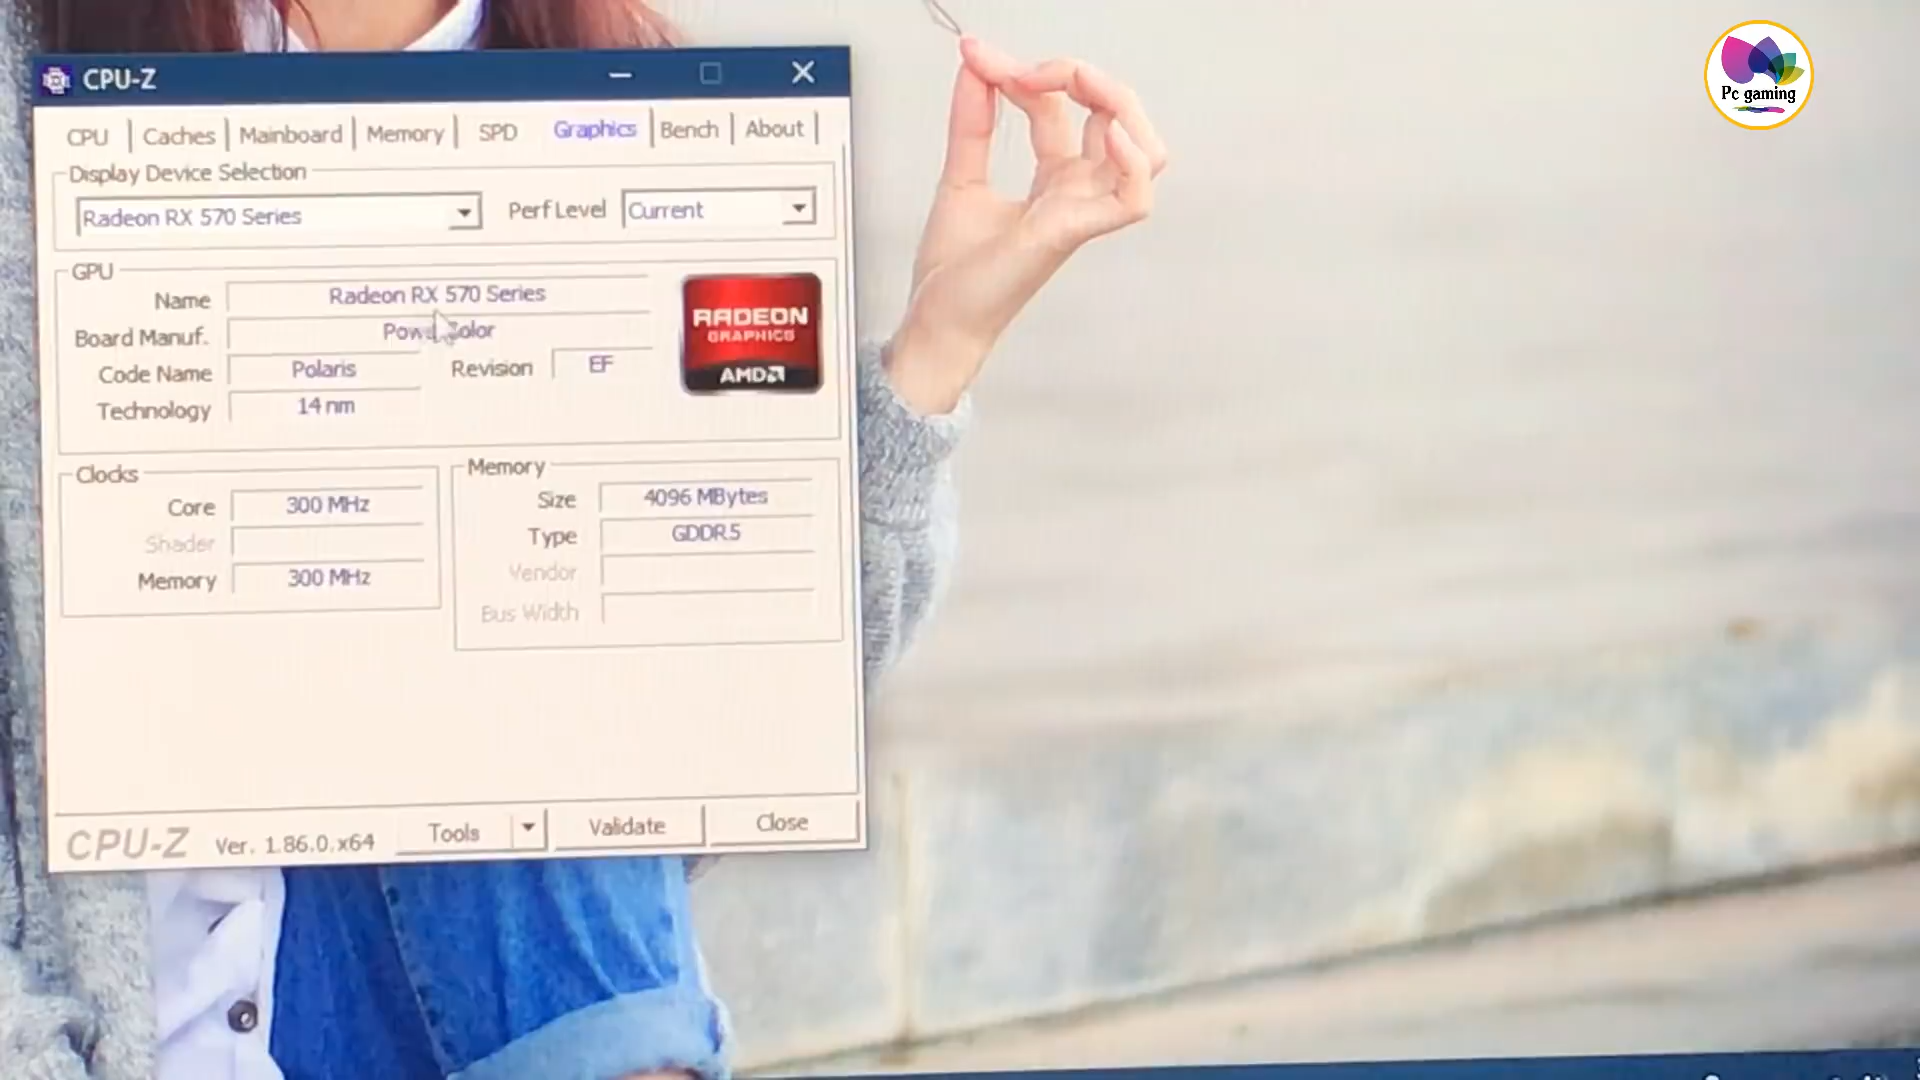 CPU-Z
CPU Caches Mainboard Memory SPD Graphics Bench About
Display Device Selection
Radeon RX 570 Series Perf Level Current
GPU
Name Radeon RX 570 Series
Board Manuf. PowerColor
Code Name Polaris Revision EF
Technology 14 nm
RADEON
GRAPHICS
AMD
Clocks
Core 300 MHz
Shader
Memory 300 MHz
Memory
Size 4096 MBytes
Type GDDR5
Vendor
Bus Width
CPU-Z Ver. 1.86.0.x64 Tools Validate Close
Pc gaming